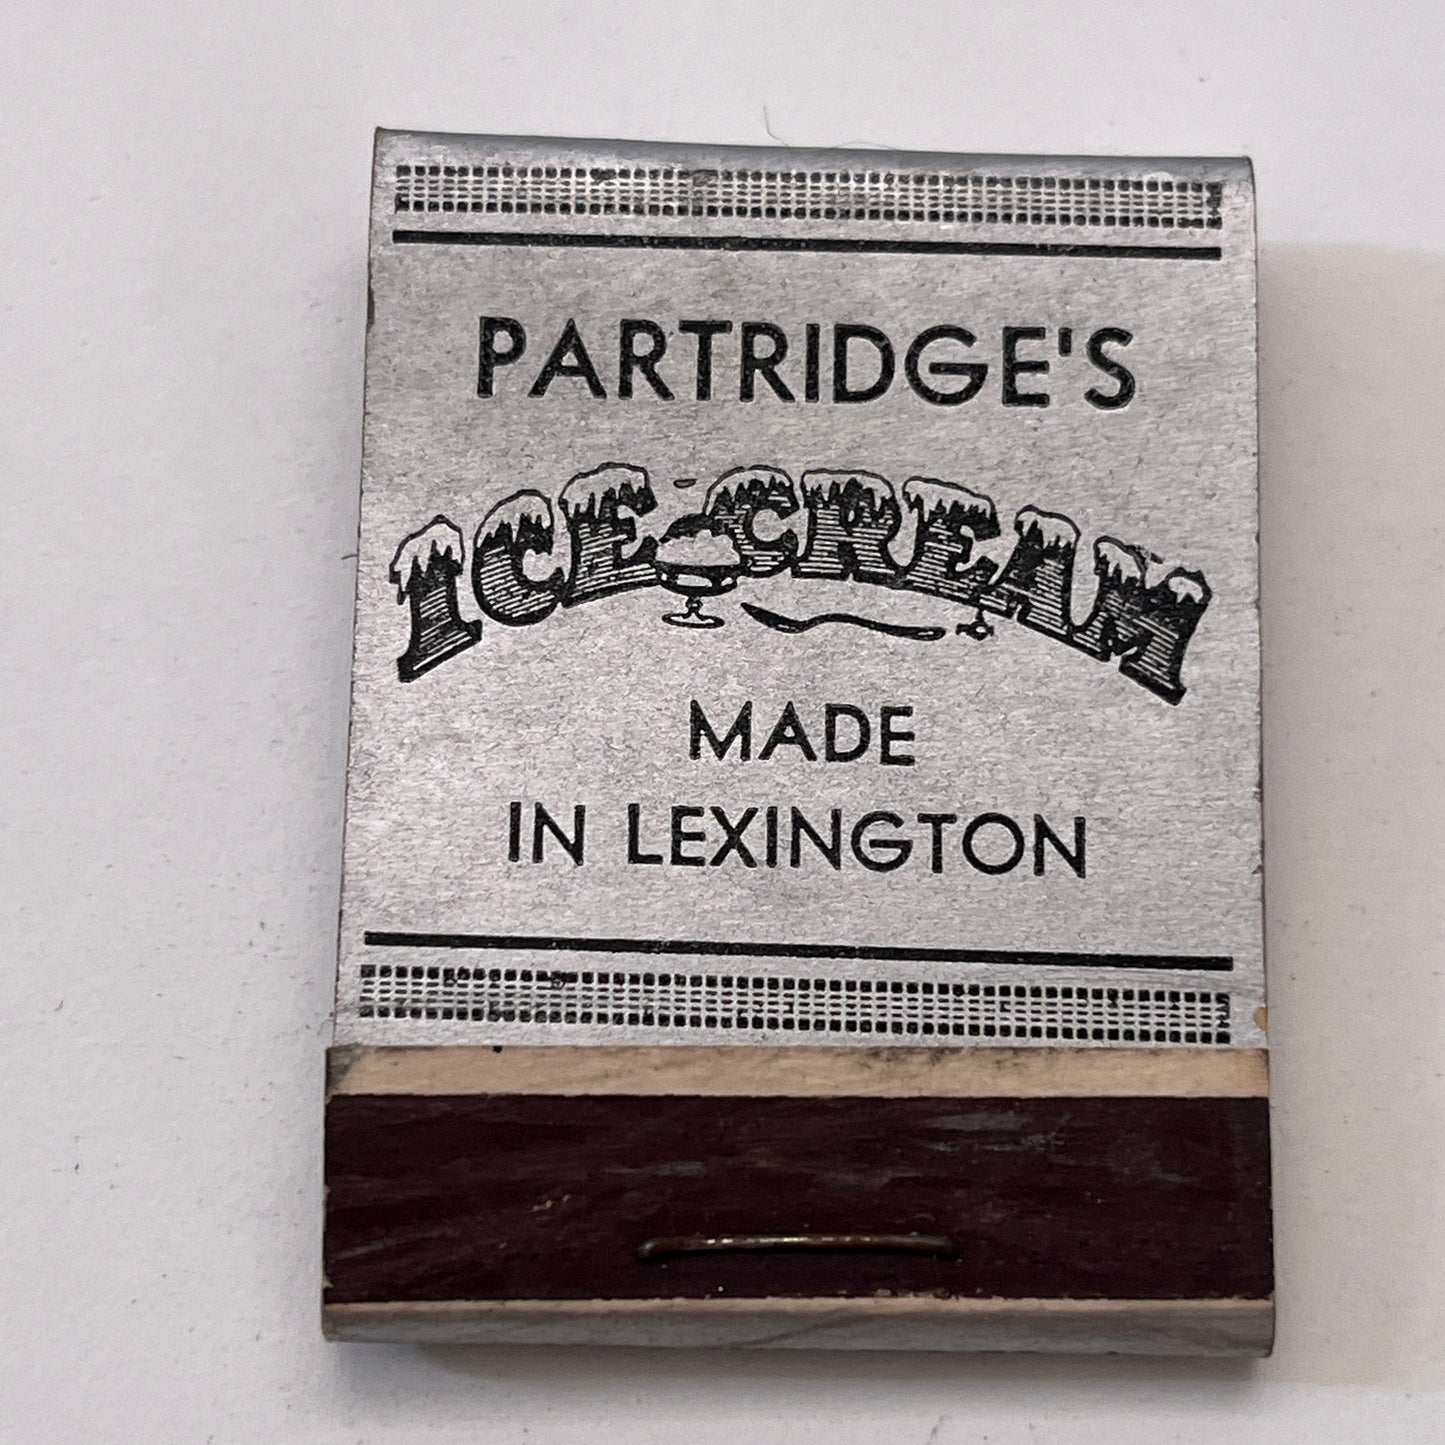 PARTRIDGE'S
ICE-CREAM
MADE
IN LEXINGTON